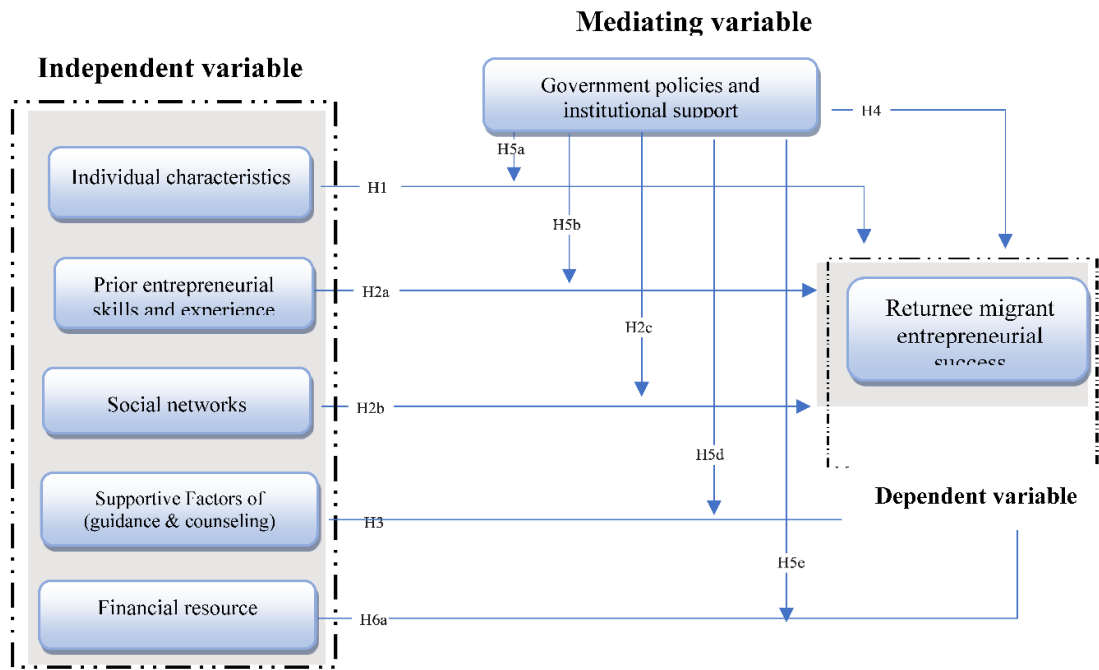 Mediating variable
Independent variable
Government policies and
institutional support
H4
H5a
Individual characteristics
H1
H5b
Prior entrepreneurial
skills and experience
H2a
Returnee migrant
entrepreneurial
success
H2c
Social networks
H2b
H5d
Supportive Factors of
(guidance & counseling)
H3
Dependent variable
H5e
Financial resource
H6a